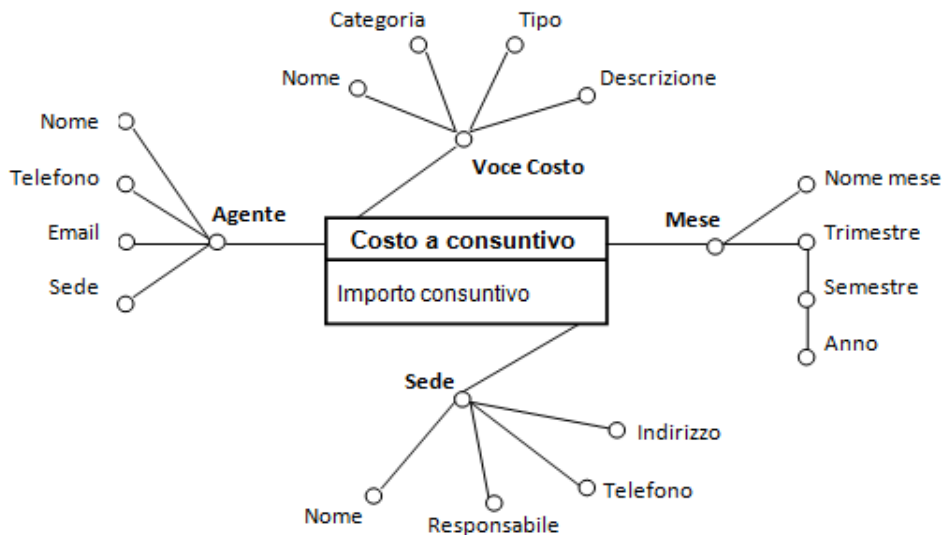 Categoria
Tipo
Nome
Descrizione
Voce Costo
Nome
Telefono
Email
Sede
Agente
Costo a consuntivo
Importo consuntivo
Mese
Nome mese
Trimestre
Semestre
Anno
Sede
Indirizzo
Telefono
Responsabile
Nome